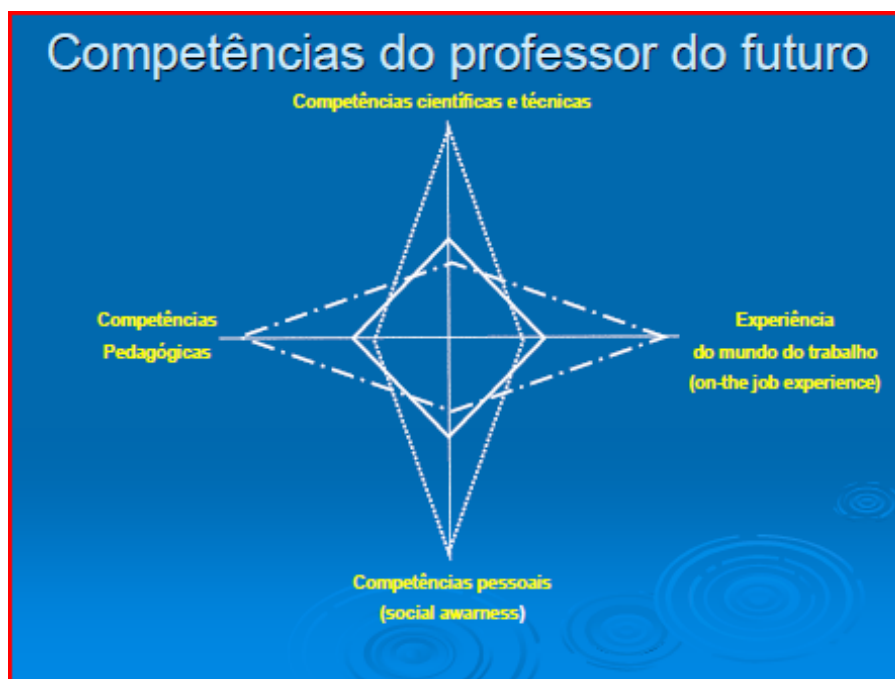 Competências do professor do futuro
Competências científicas e técnicas
Competências
Pedagógicas
Experiência
do mundo do trabalho
(on-the job experience)
Competências pessoais
(social awarness)